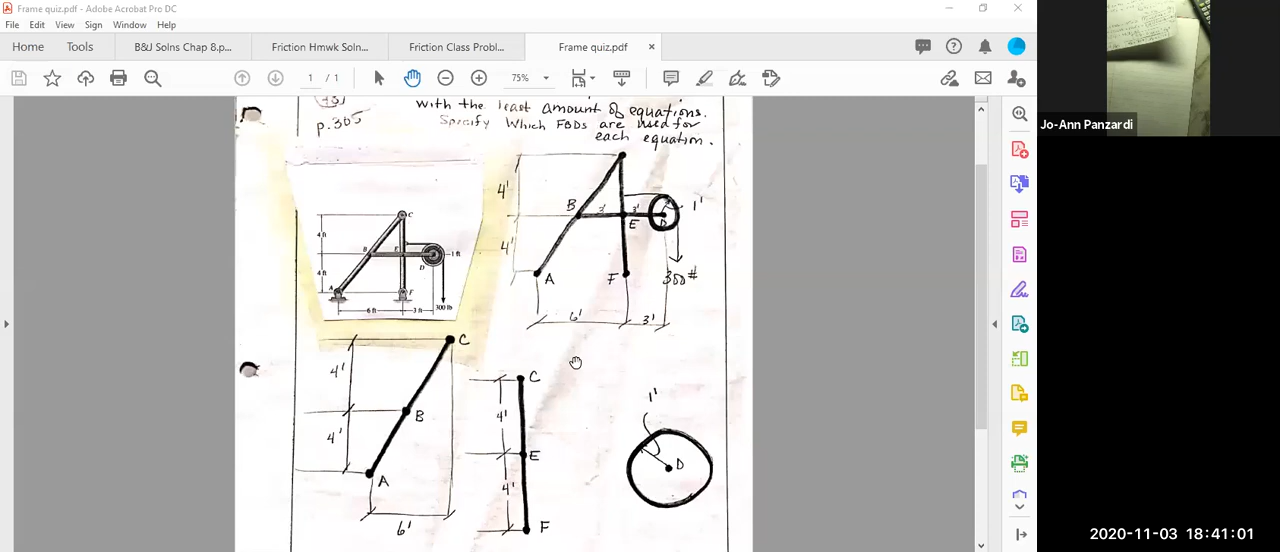 Frame quiz.pdf - Adobe Acrobat Pro DC
File Edit View Sign Window Help
Home Tools B&J Solns Chap 8.p... Friction Hmwk Soln... Friction Class Probl... Frame quiz.pdf ×
1 / 1 75%
Jo-Ann Panzardi
p. 305
with the least amount of equations.
Specify Which FBDs are used for
each equation.
C
4 ft
B E
1 ft
D
4 ft
A F
6 ft 3 ft 300 lb
4'
B 3' 3' 1'
E D
4'
A F 300#
6' 3'
C
4'
B
4'
A
6'
C
4'
E
4'
F
1'
D
2020-11-03 18:41:01